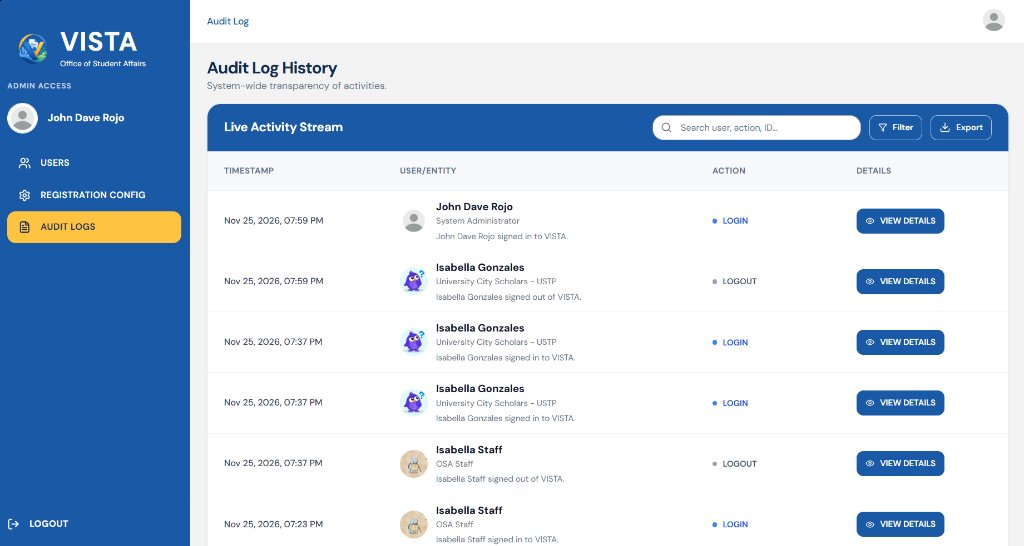 VISTA
Office of Student Affairs
ADMIN ACCESS
John Dave Rojo
USERS
REGISTRATION CONFIG
AUDIT LOGS
LOGOUT
Audit Log
Audit Log History
System-wide transparency of activities.
Live Activity Stream
Search user, action, ID...
Filter
Export
TIMESTAMP USER/ENTITY ACTION DETAILS
Nov 25, 2026, 07:59 PM
John Dave Rojo
System Administrator
John Dave Rojo signed in to VISTA.
LOGIN
VIEW DETAILS
Nov 25, 2026, 07:59 PM
Isabella Gonzales
University City Scholars - USTP
Isabella Gonzales signed out of VISTA.
LOGOUT
VIEW DETAILS
Nov 25, 2026, 07:37 PM
Isabella Gonzales
University City Scholars - USTP
Isabella Gonzales signed in to VISTA.
LOGIN
VIEW DETAILS
Nov 25, 2026, 07:37 PM
Isabella Gonzales
University City Scholars - USTP
Isabella Gonzales signed in to VISTA.
LOGIN
VIEW DETAILS
Nov 25, 2026, 07:37 PM
Isabella Staff
OSA Staff
Isabella Staff signed out of VISTA.
LOGOUT
VIEW DETAILS
Nov 25, 2026, 07:23 PM
Isabella Staff
OSA Staff
Isabella Staff signed in to VISTA.
LOGIN
VIEW DETAILS